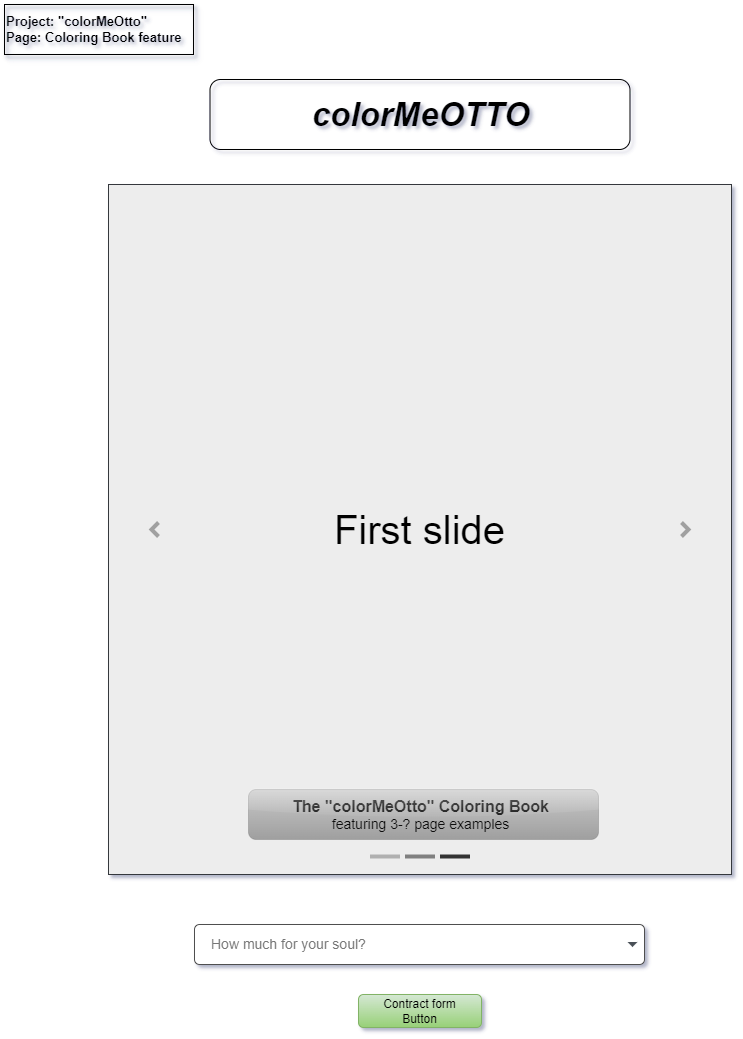 Project: "colorMeOtto"
Page: Coloring Book feature
colorMeOTTO
First slide
The "colorMeOtto" Coloring Book
featuring 3-? page examples
How much for your soul?
Contract form
Button